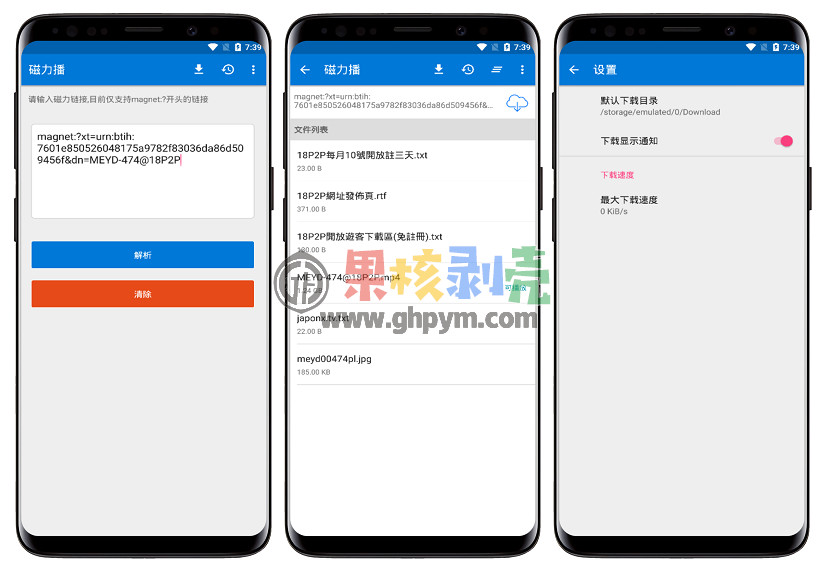 7:39
磁力播
请输入磁力链接,目前仅支持magnet:?开头的链接
magnet:?xt=urn:btih:
7601e850526048175a9782f83036da86d50
9456f&dn=MEYD-474@18P2P
解析
清除
7:39
磁力播
magnet:?xt=urn:btih:
7601e850526048175a9782f83036da86d509456f&...
文件列表
18P2P每月10號開放註三天.txt
23.00 B
18P2P網址發佈頁.rtf
371.00 B
18P2P開放遊客下載區(免註冊).txt
MEYD-474@18P2P.mp4
japonx.tv.txt
22.00 B
meyd00474pl.jpg
185.00 KB
果核剥壳
www.ghpym.com
7:39
设置
默认下载目录
/storage/emulated/0/Download
下载显示通知
下载速度
最大下载速度
0 KiB/s